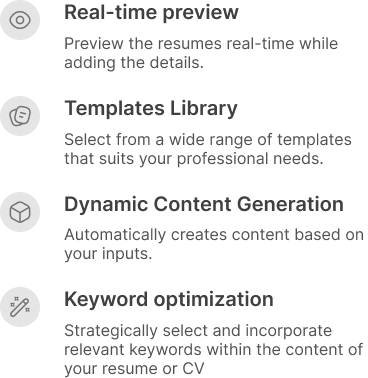 Real-time preview
Preview the resumes real-time while
adding the details.
Templates Library
Select from a wide range of templates
that suits your professional needs.
Dynamic Content Generation
Automatically creates content based on
your inputs.
Keyword optimization
Strategically select and incorporate
relevant keywords within the content of
your resume or CV